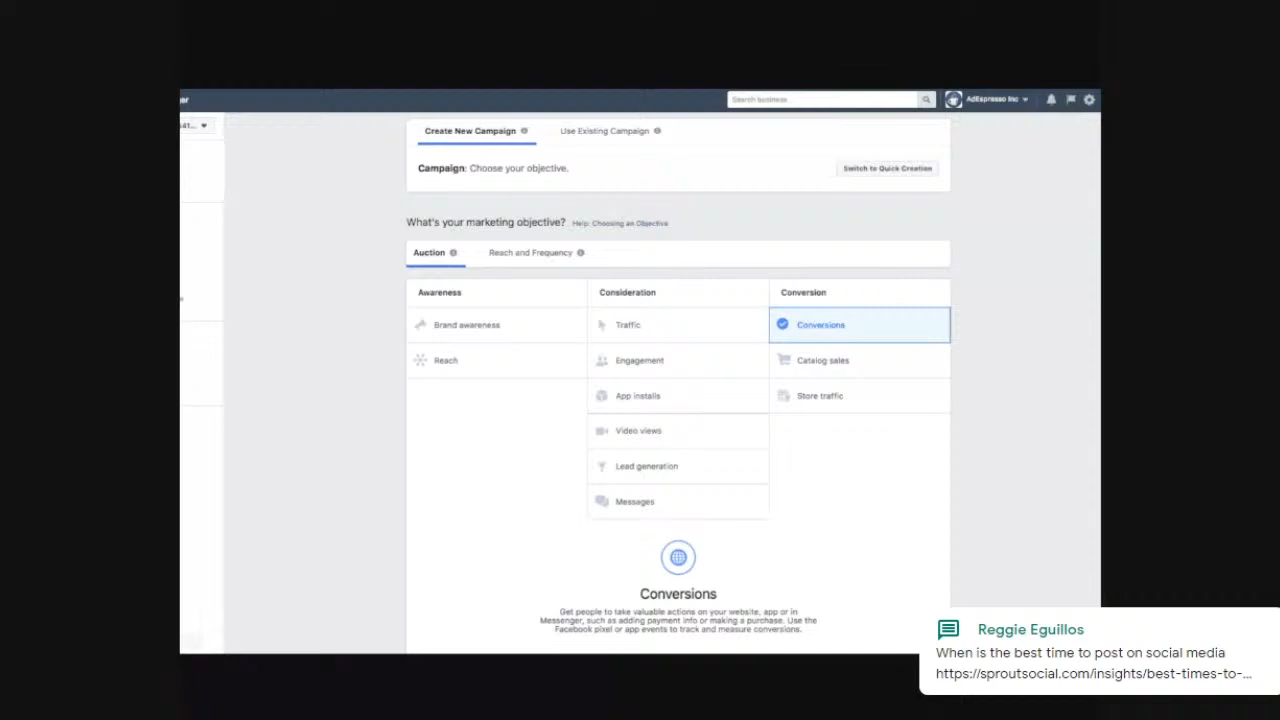 er
Search business
AdEspresso Inc
41...
Create New Campaign
Use Existing Campaign
Campaign: Choose your objective.
Switch to Quick Creation
What's your marketing objective? Help: Choosing an Objective
Auction
Reach and Frequency
Awareness
Consideration
Conversion
Brand awareness
Traffic
Conversions
Reach
Engagement
Catalog sales
App installs
Store traffic
Video views
Lead generation
Messages
Conversions
Get people to take valuable actions on your website, app or in
Messenger, such as adding payment info or making a purchase. Use the
Facebook pixel or app events to track and measure conversions.
Reggie Eguillos
When is the best time to post on social media
https://sproutsocial.com/insights/best-times-to-...